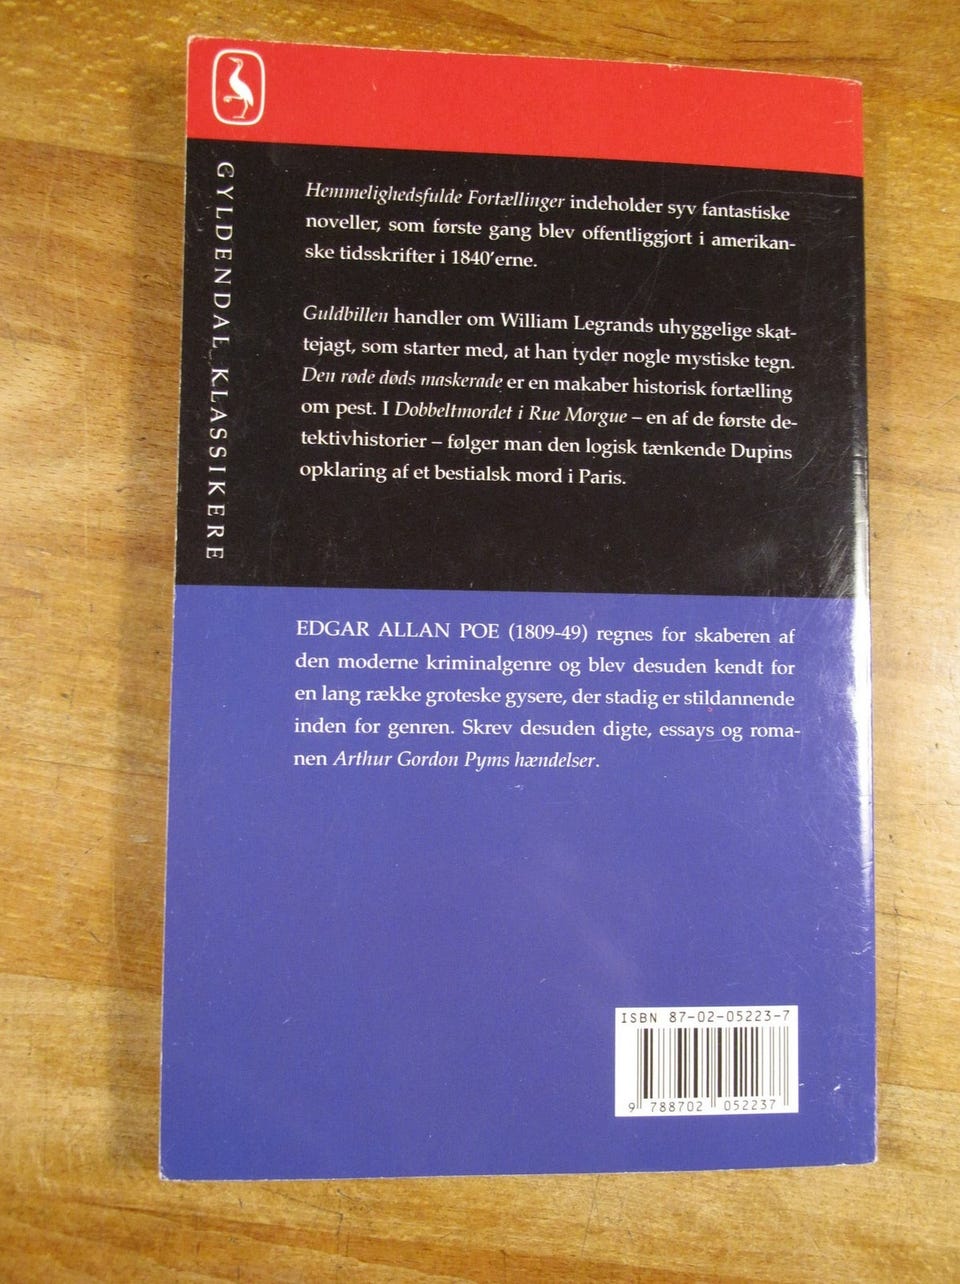 GYLDENDAL KLASSIKERE
Hemmelighedsfulde Fortællinger indeholder syv fantastiske
noveller, som første gang blev offentliggjort i amerikan-
ske tidsskrifter i 1840'erne.
Guldbillen handler om William Legrands uhyggelige skat-
tejagt, som starter med, at han tyder nogle mystiske tegn.
Den røde døds maskerade er en makaber historisk fortælling
om pest. I Dobbeltmordet i Rue Morgue – en af de første de-
tektivhistorier – følger man den logisk tænkende Dupins
opklaring af et bestialsk mord i Paris.
EDGAR ALLAN POE (1809-49) regnes for skaberen af
den moderne kriminalgenre og blev desuden kendt for
en lang række groteske gysere, der stadig er stildannende
inden for genren. Skrev desuden digte, essays og roma-
nen Arthur Gordon Pyms hændelser.
ISBN 87-02-05223-7
9 788702 052237